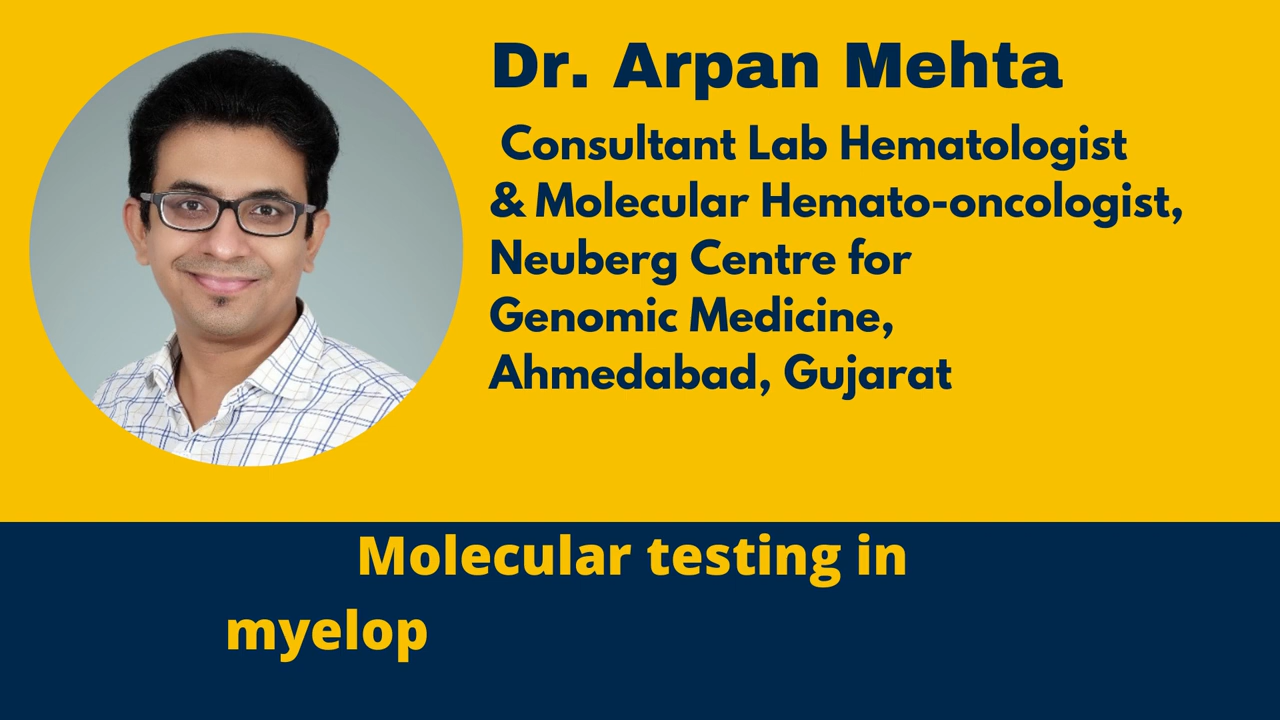 Dr. Arpan Mehta
Consultant Lab Hematologist
& Molecular Hemato-oncologist,
Neuberg Centre for
Genomic Medicine,
Ahmedabad, Gujarat
Molecular testing in
myelop